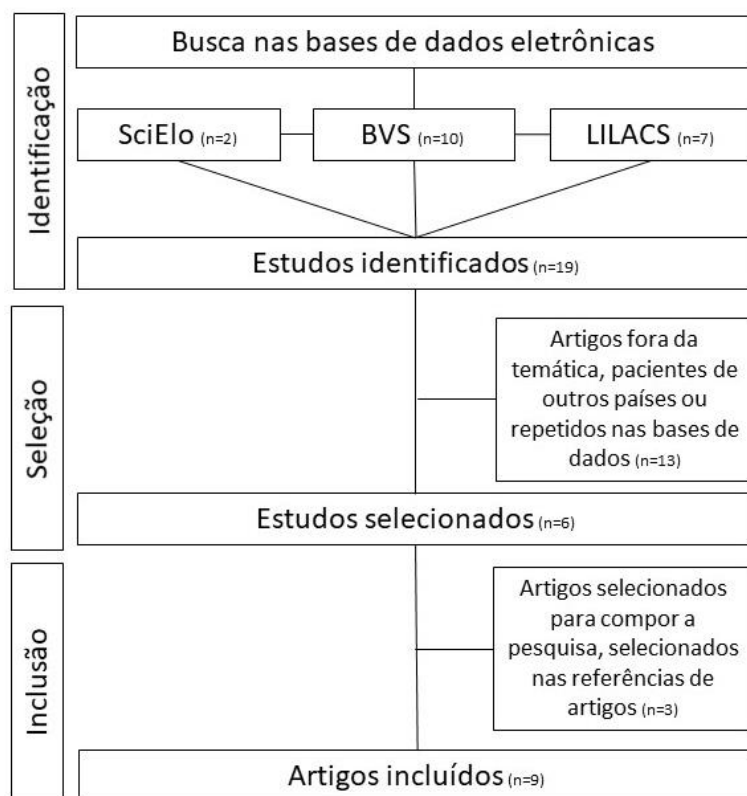 Identificação
Busca nas bases de dados eletrônicas
SciElo (n=2)
BVS (n=10)
LILACS (n=7)
Estudos identificados (n=19)
Seleção
Artigos fora da
temática, pacientes de
outros países ou
repetidos nas bases de
dados (n=13)
Estudos selecionados (n=6)
Inclusão
Artigos selecionados
para compor a
pesquisa, selecionados
nas referências de
artigos (n=3)
Artigos incluídos (n=9)